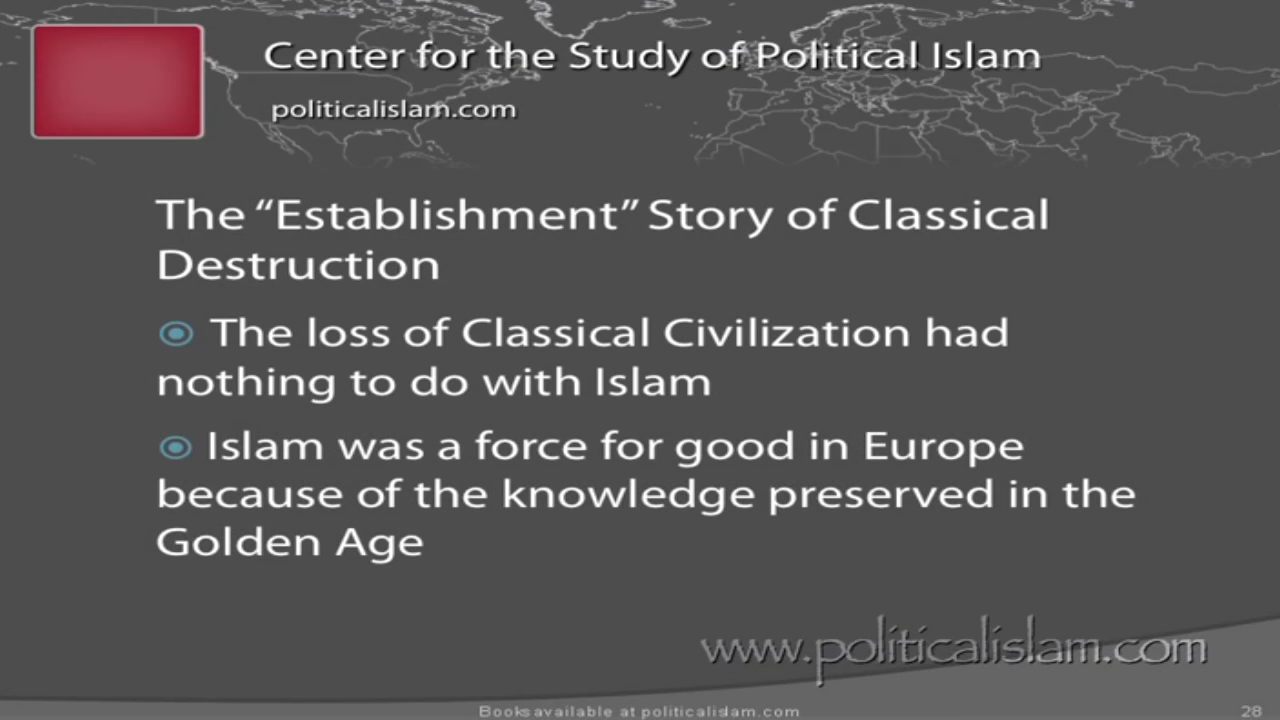 Center for the Study of Political Islam
politicalislam.com
The “Establishment” Story of Classical
Destruction
The loss of Classical Civilization had
nothing to do with Islam
Islam was a force for good in Europe
because of the knowledge preserved in the
Golden Age
www.politicalislam.com
Books available at politicalislam.com
28